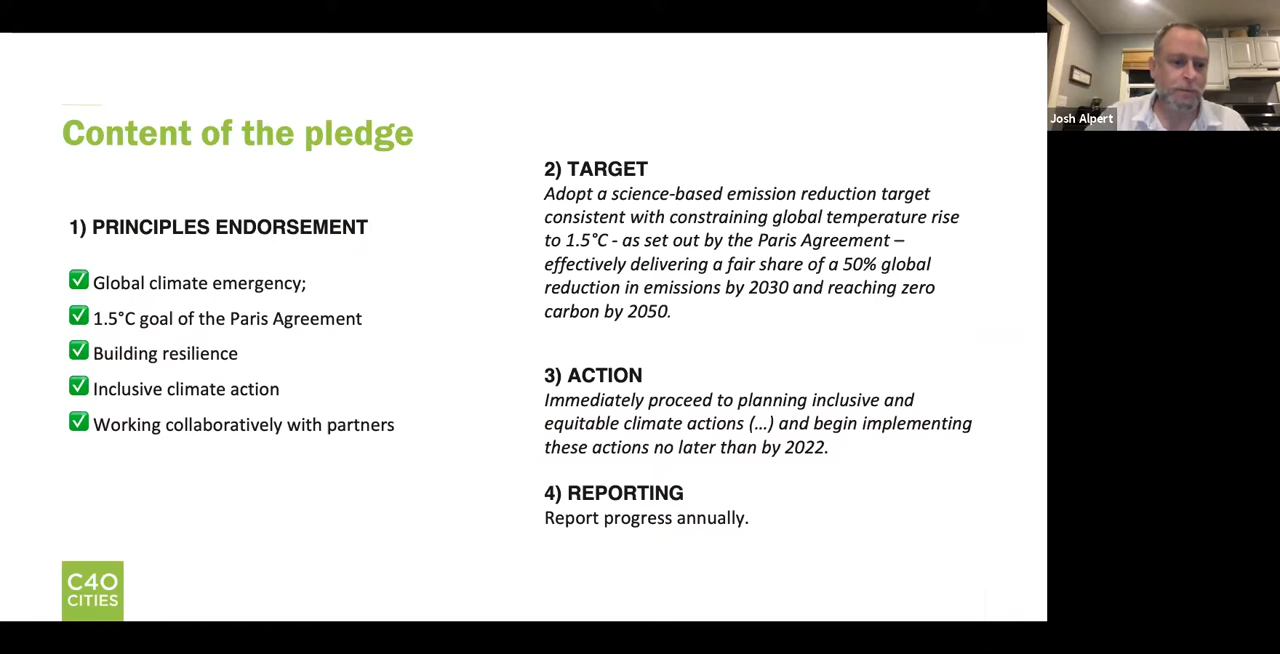 Content of the pledge
1) PRINCIPLES ENDORSEMENT
Global climate emergency;
1.5°C goal of the Paris Agreement
Building resilience
Inclusive climate action
Working collaboratively with partners
2) TARGET
Adopt a science-based emission reduction target
consistent with constraining global temperature rise
to 1.5°C - as set out by the Paris Agreement –
effectively delivering a fair share of a 50% global
reduction in emissions by 2030 and reaching zero
carbon by 2050.
3) ACTION
Immediately proceed to planning inclusive and
equitable climate actions (…) and begin implementing
these actions no later than by 2022.
4) REPORTING
Report progress annually.
C40
CITIES
Josh Alpert